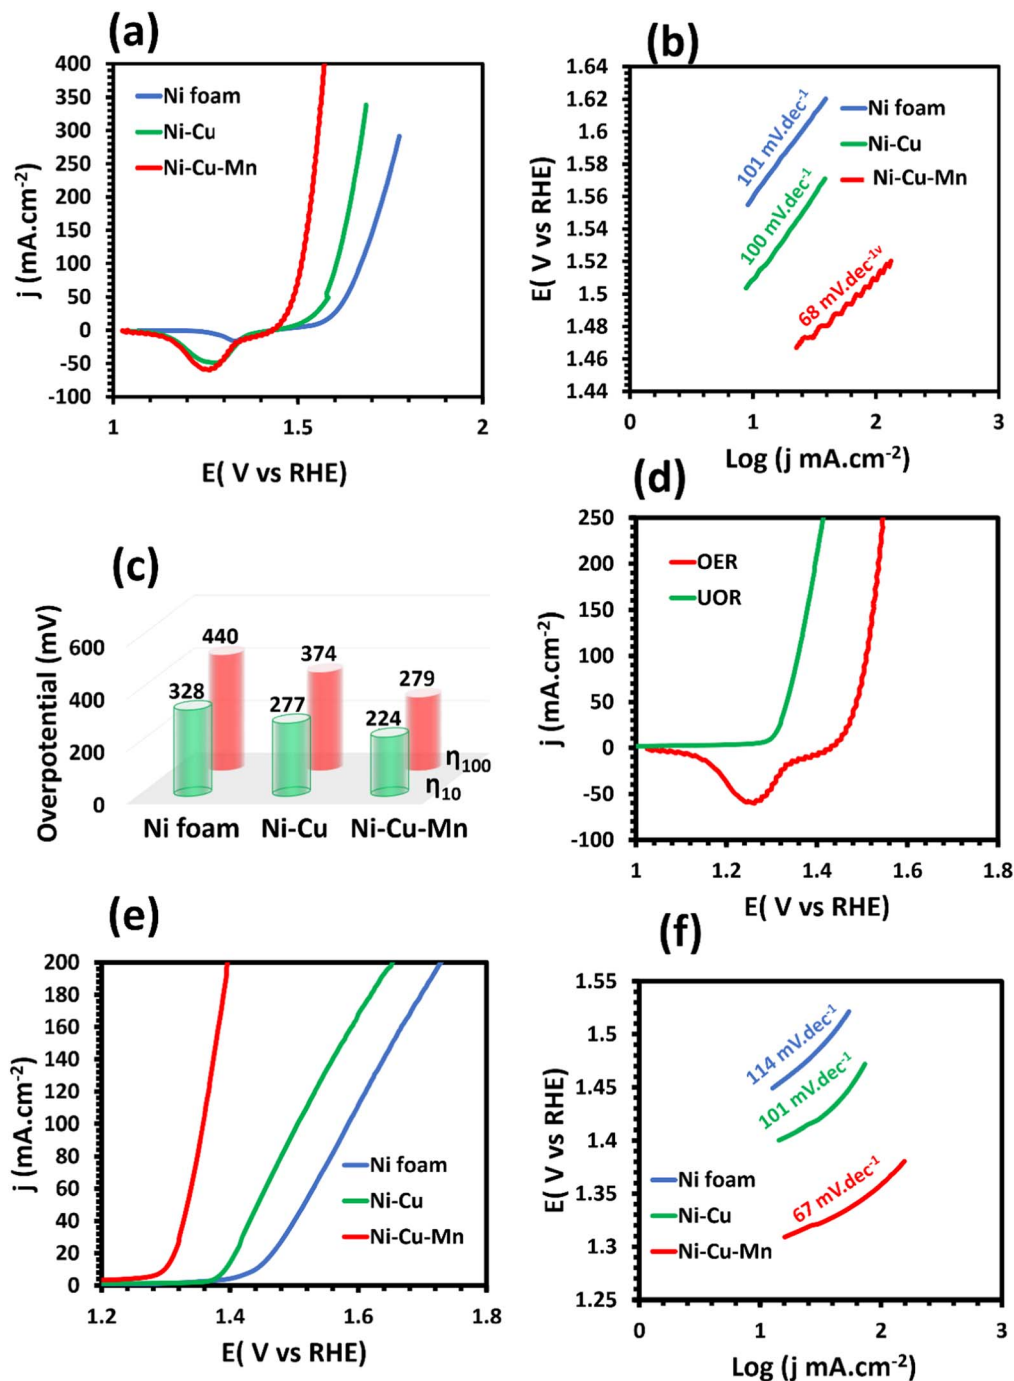 (a)
400
350
300
250
200
150
100
50
0
-50
-100
j (mA.cm-2)
Ni foam
Ni-Cu
Ni-Cu-Mn
1
1.5
2
E( V vs RHE)
(b)
1.64
1.62
1.6
1.58
1.56
1.54
1.52
1.5
1.48
1.46
1.44
E( V vs RHE)
101 mV.dec-1
100 mV.dec-1
68 mV.dec-1v
Ni foam
Ni-Cu
Ni-Cu-Mn
0
1
2
3
Log (j mA.cm-2)
(c)
Overpotential (mV)
600
400
200
0
440
374
279
328
277
224
η100
η10
Ni foam
Ni-Cu
Ni-Cu-Mn
(d)
250
200
150
100
50
0
-50
-100
j (mA.cm-2)
OER
UOR
1
1.2
1.4
1.6
1.8
E( V vs RHE)
(e)
200
180
160
140
120
100
80
60
40
20
0
j (mA.cm-2)
Ni foam
Ni-Cu
Ni-Cu-Mn
1.2
1.4
1.6
1.8
E( V vs RHE)
(f)
1.55
1.5
1.45
1.4
1.35
1.3
1.25
E( V vs RHE)
114 mV.dec-1
101 mV.dec-1
67 mV.dec-1
Ni foam
Ni-Cu
Ni-Cu-Mn
0
1
2
3
Log (j mA.cm-2)